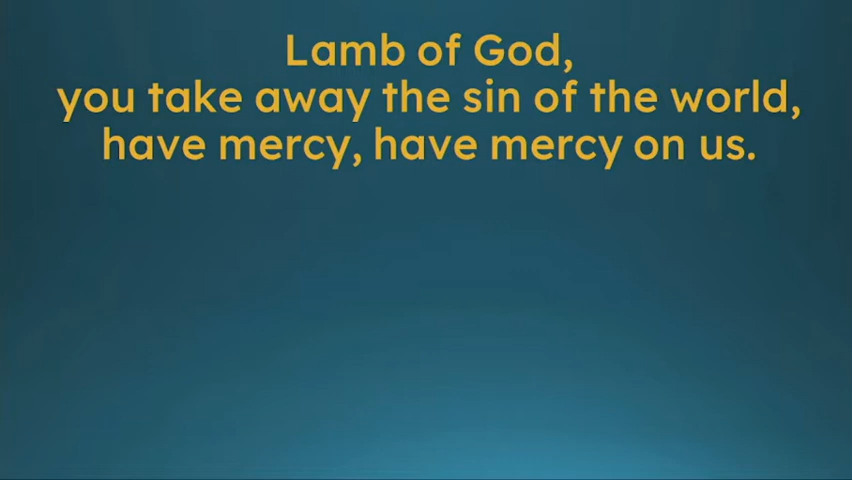 Lamb of God,
you take away the sin of the world,
have mercy, have mercy on us.